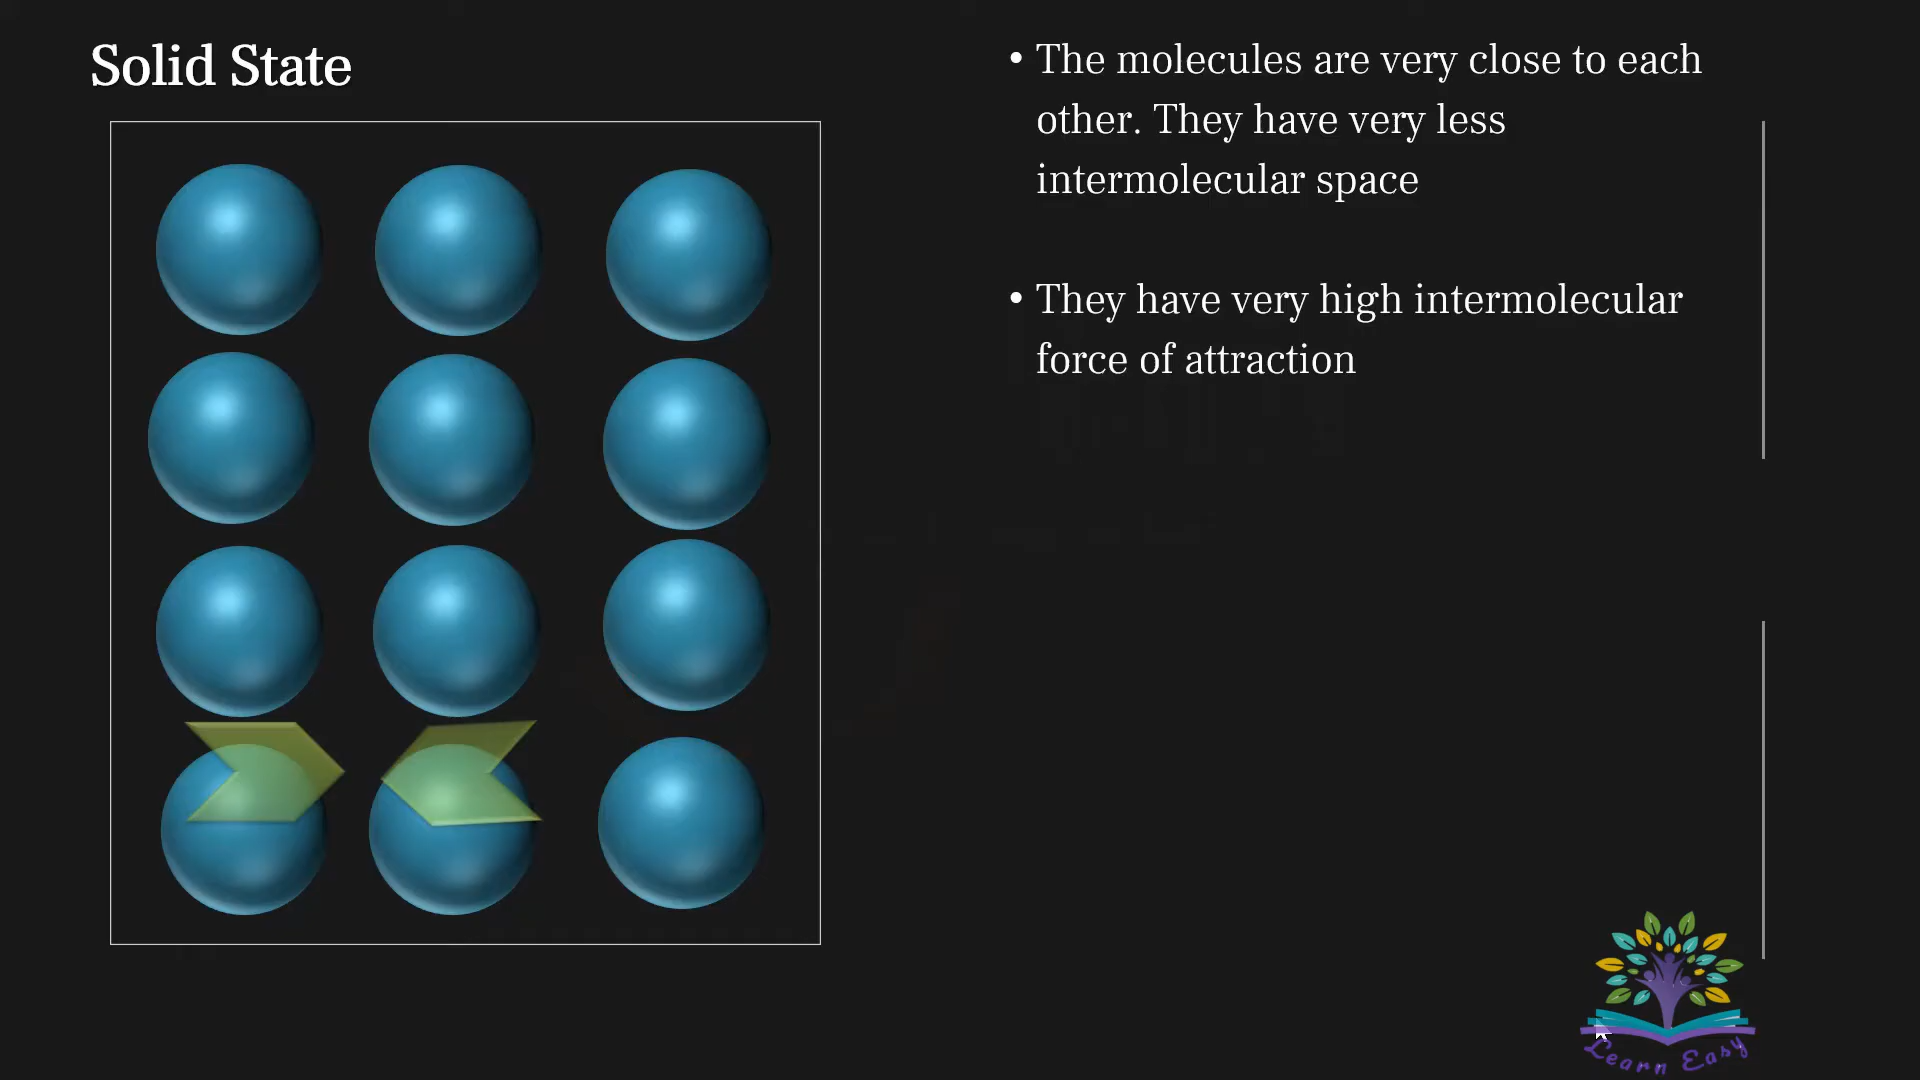 Solid State
• The molecules are very close to each
other. They have very less
intermolecular space
• They have very high intermolecular
force of attraction
Learn Easy